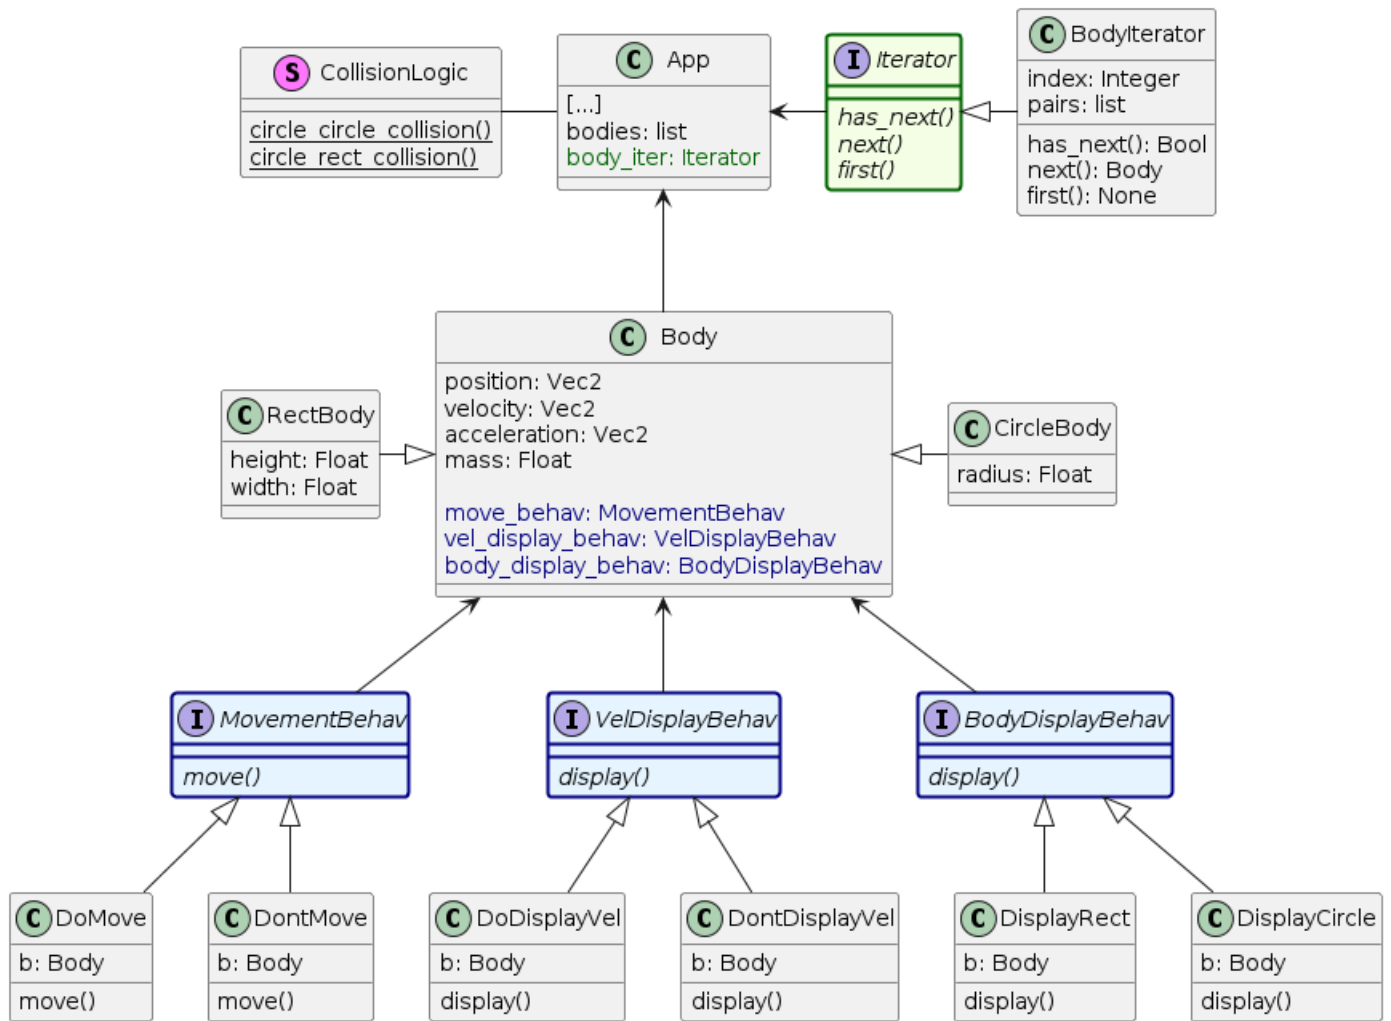 S CollisionLogic
circle_circle_collision()
circle_rect_collision()
C App
[...]
bodies: list
body_iter: Iterator
I Iterator
has_next()
next()
first()
C BodyIterator
index: Integer
pairs: list
has_next(): Bool
next(): Body
first(): None
C RectBody
height: Float
width: Float
C Body
position: Vec2
velocity: Vec2
acceleration: Vec2
mass: Float
move_behav: MovementBehav
vel_display_behav: VelDisplayBehav
body_display_behav: BodyDisplayBehav
C CircleBody
radius: Float
I MovementBehav
move()
I VelDisplayBehav
display()
I BodyDisplayBehav
display()
C DoMove
b: Body
move()
C DontMove
b: Body
move()
C DoDisplayVel
b: Body
display()
C DontDisplayVel
b: Body
display()
C DisplayRect
b: Body
display()
C DisplayCircle
b: Body
display()